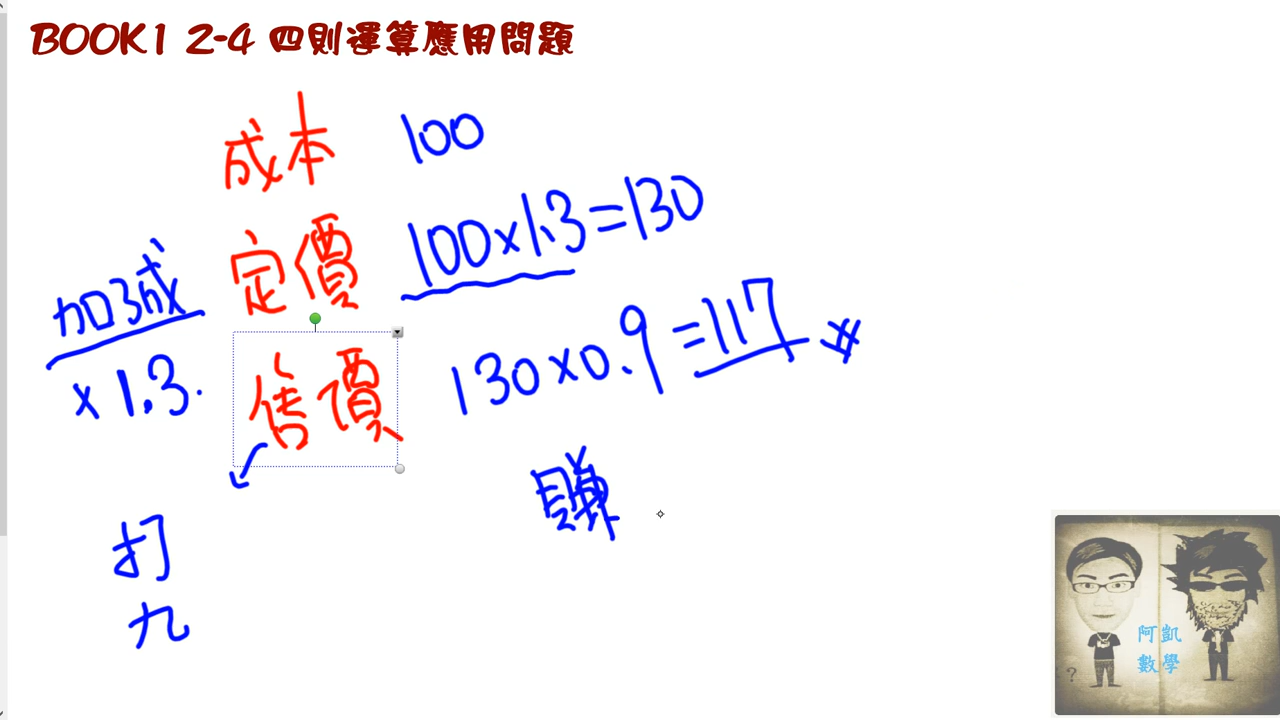 BOOK1 2-4 四則運算應用問題
成本 100
定價 100×1.3=130
加3成
×1.3.
售價 130×0.9=117 #
賺
打
九
阿凱
數學
?